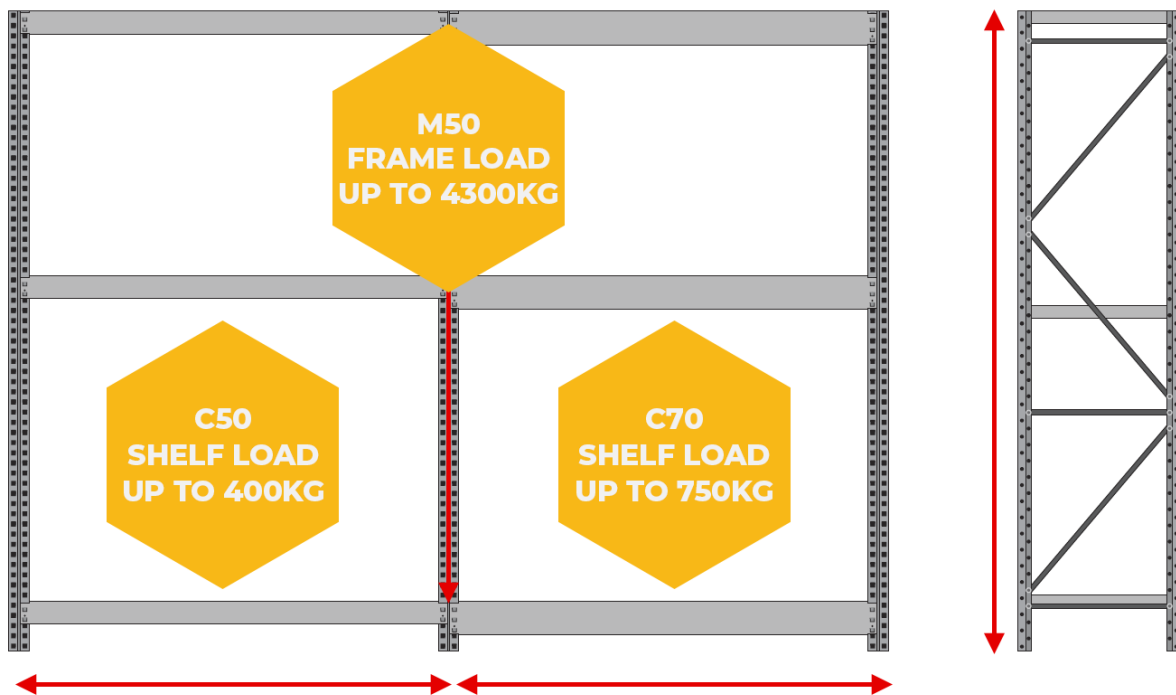 M50
FRAME LOAD
UP TO 4300KG
C50
SHELF LOAD
UP TO 400KG
C70
SHELF LOAD
UP TO 750KG